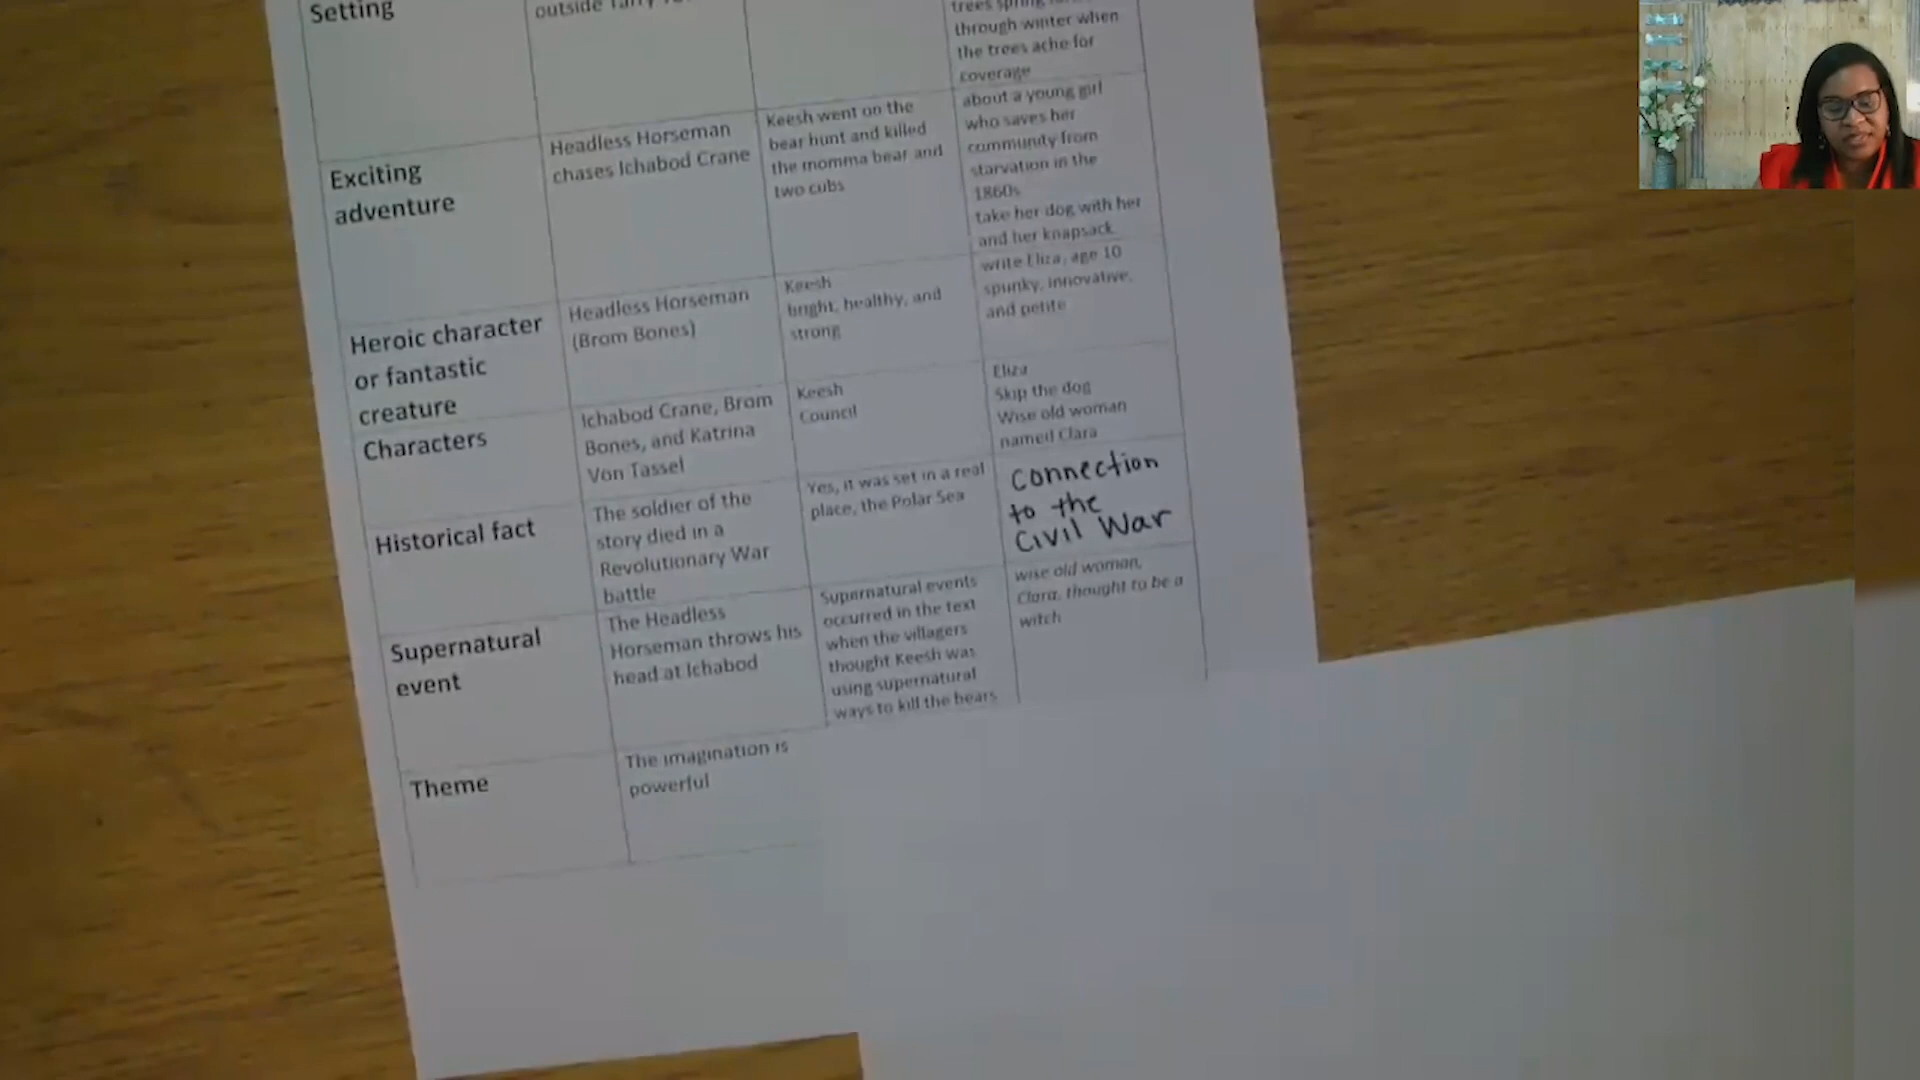 Setting
outside Tarry
trees spring
through winter when
the trees ache for
coverage
Exciting
adventure
Headless Horseman
chases Ichabod Crane
Keesh went on the
bear hunt and killed
the momma bear and
two cubs
about a young girl
who saves her
community from
starvation in the
1860s
take her dog with her
and her knapsack
Heroic character
or fantastic
creature
Headless Horseman
(Brom Bones)
Keesh
bright, healthy, and
strong
write Eliza, age 10
spunky, innovative,
and petite
Characters
Ichabod Crane, Brom
Bones, and Katrina
Von Tassel
Keesh
Council
Eliza
Skip the dog
Wise old woman
named Clara
Historical fact
The soldier of the
story died in a
Revolutionary War
battle
Yes, it was set in a real
place, the Polar Sea
Connection
to the
Civil War
Supernatural
event
The Headless
Horseman throws his
head at Ichabod
Supernatural events
occurred in the text
when the villagers
thought Keesh was
using supernatural
ways to kill the bears
wise old woman,
Clara, thought to be a
witch
Theme
The imagination is
powerful